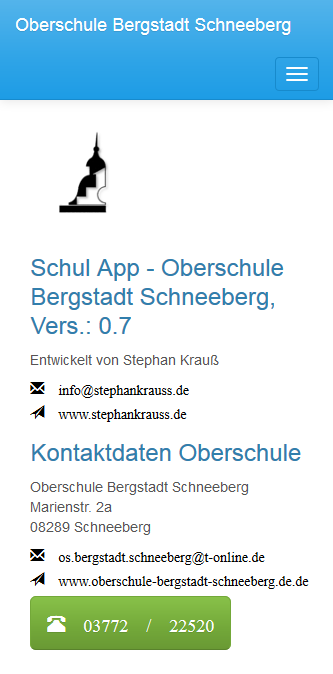 Oberschule Bergstadt Schneeberg
Schul App - Oberschule
Bergstadt Schneeberg,
Vers.: 0.7
Entwickelt von Stephan Krauß
info@stephankrauss.de
www.stephankrauss.de
Kontaktdaten Oberschule
Oberschule Bergstadt Schneeberg
Marienstr. 2a
08289 Schneeberg
os.bergstadt.schneeberg@t-online.de
www.oberschule-bergstadt-schneeberg.de.de
03772 / 22520